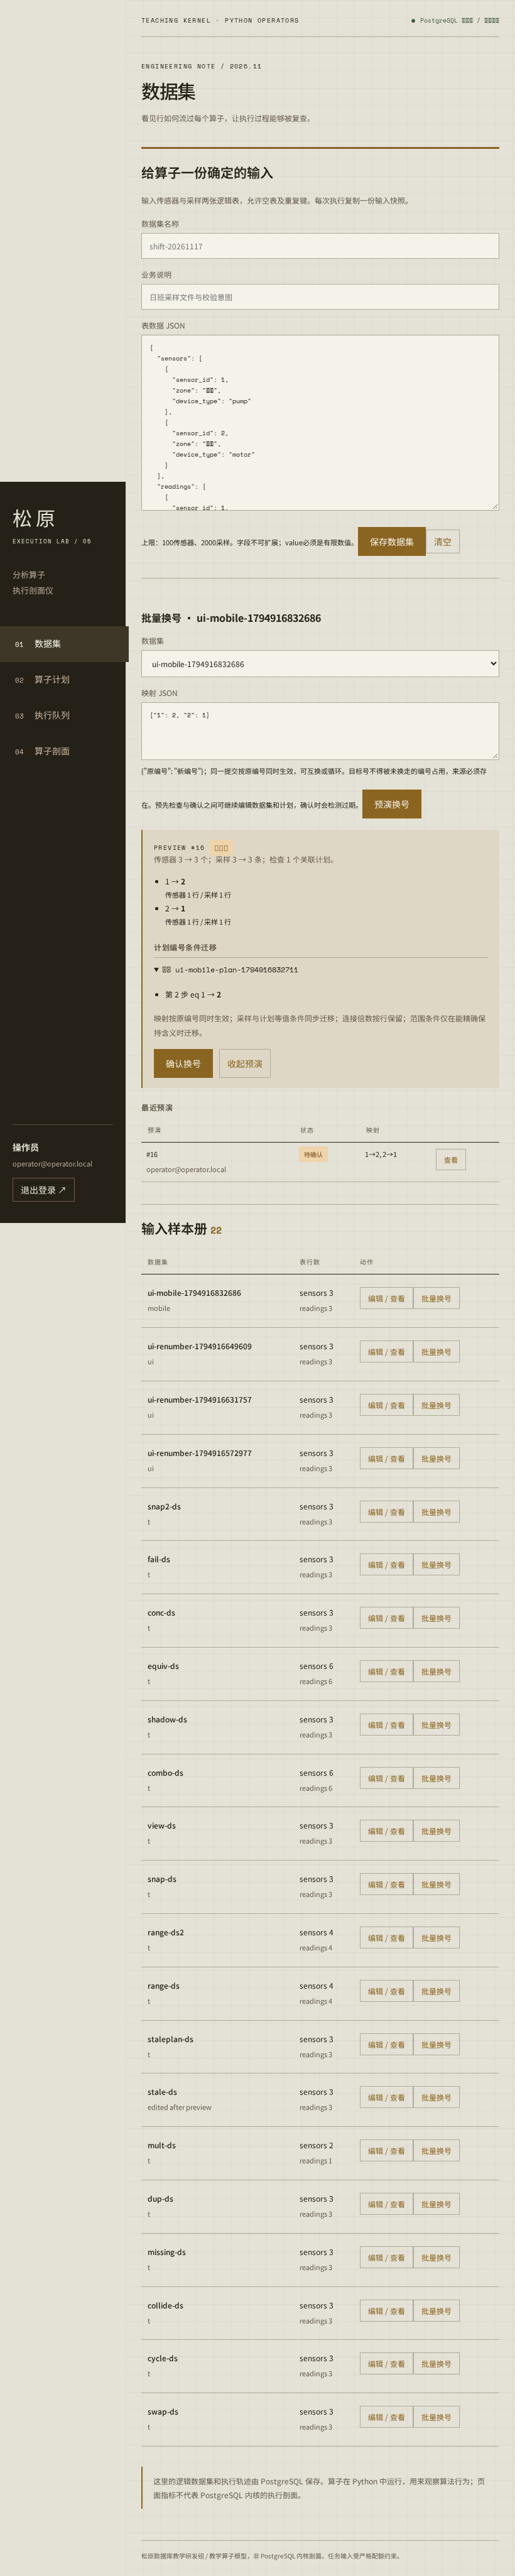 TEACHING KERNEL · PYTHON OPERATORS
● PostgreSQL /
ENGINEERING NOTE / 2026.11
数据集
看见行如何流过每个算子，让执行过程能够被复查。
给算子一份确定的输入
输入传感器与采样两张逻辑表，允许空表及重复键。每次执行复制一份输入快照。
数据集名称
shift-20261117
业务说明
日班采样文件与校验意图
表数据 JSON
{
"sensors": [
{
"sensor_id": 1,
"zone": "",
"device_type": "pump"
},
{
"sensor_id": 2,
"zone": "",
"device_type": "motor"
}
],
"readings": [
{
"sensor_id": 1,
上限：100传感器、2000采样。字段不可扩展；value必须是有限数值。
保存数据集
清空
松原
EXECUTION LAB / 05
分析算子
执行剖面仪
01 数据集
02 算子计划
03 执行队列
04 算子剖面
操作员
operator@operator.local
退出登录 ↗
批量换号 · ui-mobile-1794916832686
数据集
ui-mobile-1794916832686
映射 JSON
{"1": 2, "2": 1}
{"原编号": "新编号"}；同一提交按原编号同时生效，可互换或循环。目标号不得被未换走的编号占用，来源必须存
在。预先检查与确认之间可继续编辑数据集和计划，确认时会检测过期。
预演换号
PREVIEW #16
传感器 3 → 3 个；采样 3 → 3 条；检查 1 个关联计划。
1 → 2
传感器 1 行 / 采样 1 行
2 → 1
传感器 1 行 / 采样 1 行
计划编号条件迁移
▼ ui-mobile-plan-1794916832711
第 2 步 eq 1 → 2
映射按原编号同时生效；采样与计划等值条件同步迁移；连接倍数按行保留；范围条件仅在能精确保
持含义时迁移。
确认换号
收起预演
最近预演
预演 状态 映射
#16 待确认 1→2, 2→1 查看
operator@operator.local
输入样本册 22
数据集 表行数 动作
ui-mobile-1794916832686 sensors 3 编辑 / 查看 批量换号
mobile readings 3
ui-renumber-1794916649609 sensors 3 编辑 / 查看 批量换号
ui readings 3
ui-renumber-1794916631757 sensors 3 编辑 / 查看 批量换号
ui readings 3
ui-renumber-1794916572977 sensors 3 编辑 / 查看 批量换号
ui readings 3
snap2-ds sensors 3 编辑 / 查看 批量换号
t readings 3
fail-ds sensors 3 编辑 / 查看 批量换号
t readings 3
conc-ds sensors 3 编辑 / 查看 批量换号
t readings 3
equiv-ds sensors 6 编辑 / 查看 批量换号
t readings 6
shadow-ds sensors 3 编辑 / 查看 批量换号
t readings 3
combo-ds sensors 6 编辑 / 查看 批量换号
t readings 6
view-ds sensors 3 编辑 / 查看 批量换号
t readings 3
snap-ds sensors 3 编辑 / 查看 批量换号
t readings 3
range-ds2 sensors 4 编辑 / 查看 批量换号
t readings 4
range-ds sensors 4 编辑 / 查看 批量换号
t readings 4
staleplan-ds sensors 3 编辑 / 查看 批量换号
t readings 3
stale-ds sensors 3 编辑 / 查看 批量换号
edited after preview readings 3
mult-ds sensors 2 编辑 / 查看 批量换号
t readings 1
dup-ds sensors 3 编辑 / 查看 批量换号
t readings 3
missing-ds sensors 3 编辑 / 查看 批量换号
t readings 3
collide-ds sensors 3 编辑 / 查看 批量换号
t readings 3
cycle-ds sensors 3 编辑 / 查看 批量换号
t readings 3
swap-ds sensors 3 编辑 / 查看 批量换号
t readings 3
这里的逻辑数据集和执行轨迹由 PostgreSQL 保存。算子在 Python 中运行，用来观察算法行为；页
面指标不代表 PostgreSQL 内核的执行剖面。
松原数据库教学研发组 / 教学算子模型，非 PostgreSQL 内核剖面。任务输入受严格配额约束。